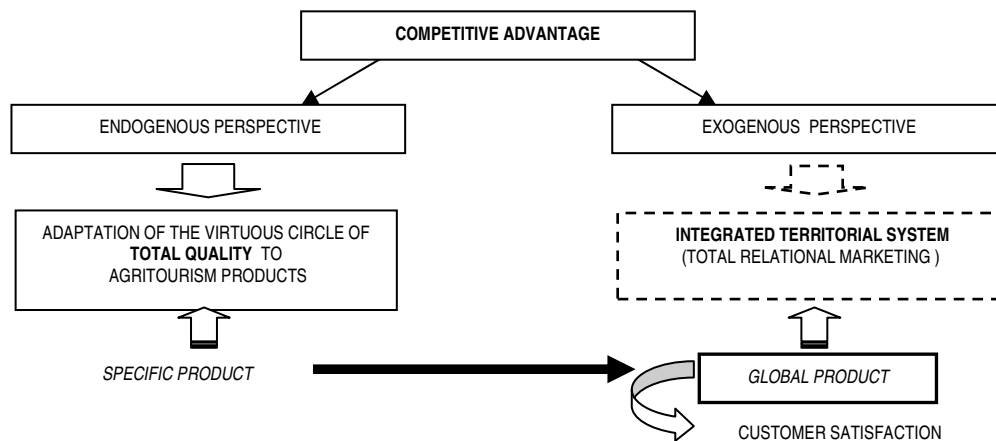 COMPETITIVE ADVANTAGE
ENDOGENOUS PERSPECTIVE
EXOGENOUS PERSPECTIVE
ADAPTATION OF THE VIRTUOUS CIRCLE OF
TOTAL QUALITY TO
AGRITOURISM PRODUCTS
INTEGRATED TERRITORIAL SYSTEM
(TOTAL RELATIONAL MARKETING )
SPECIFIC PRODUCT
GLOBAL PRODUCT
CUSTOMER SATISFACTION